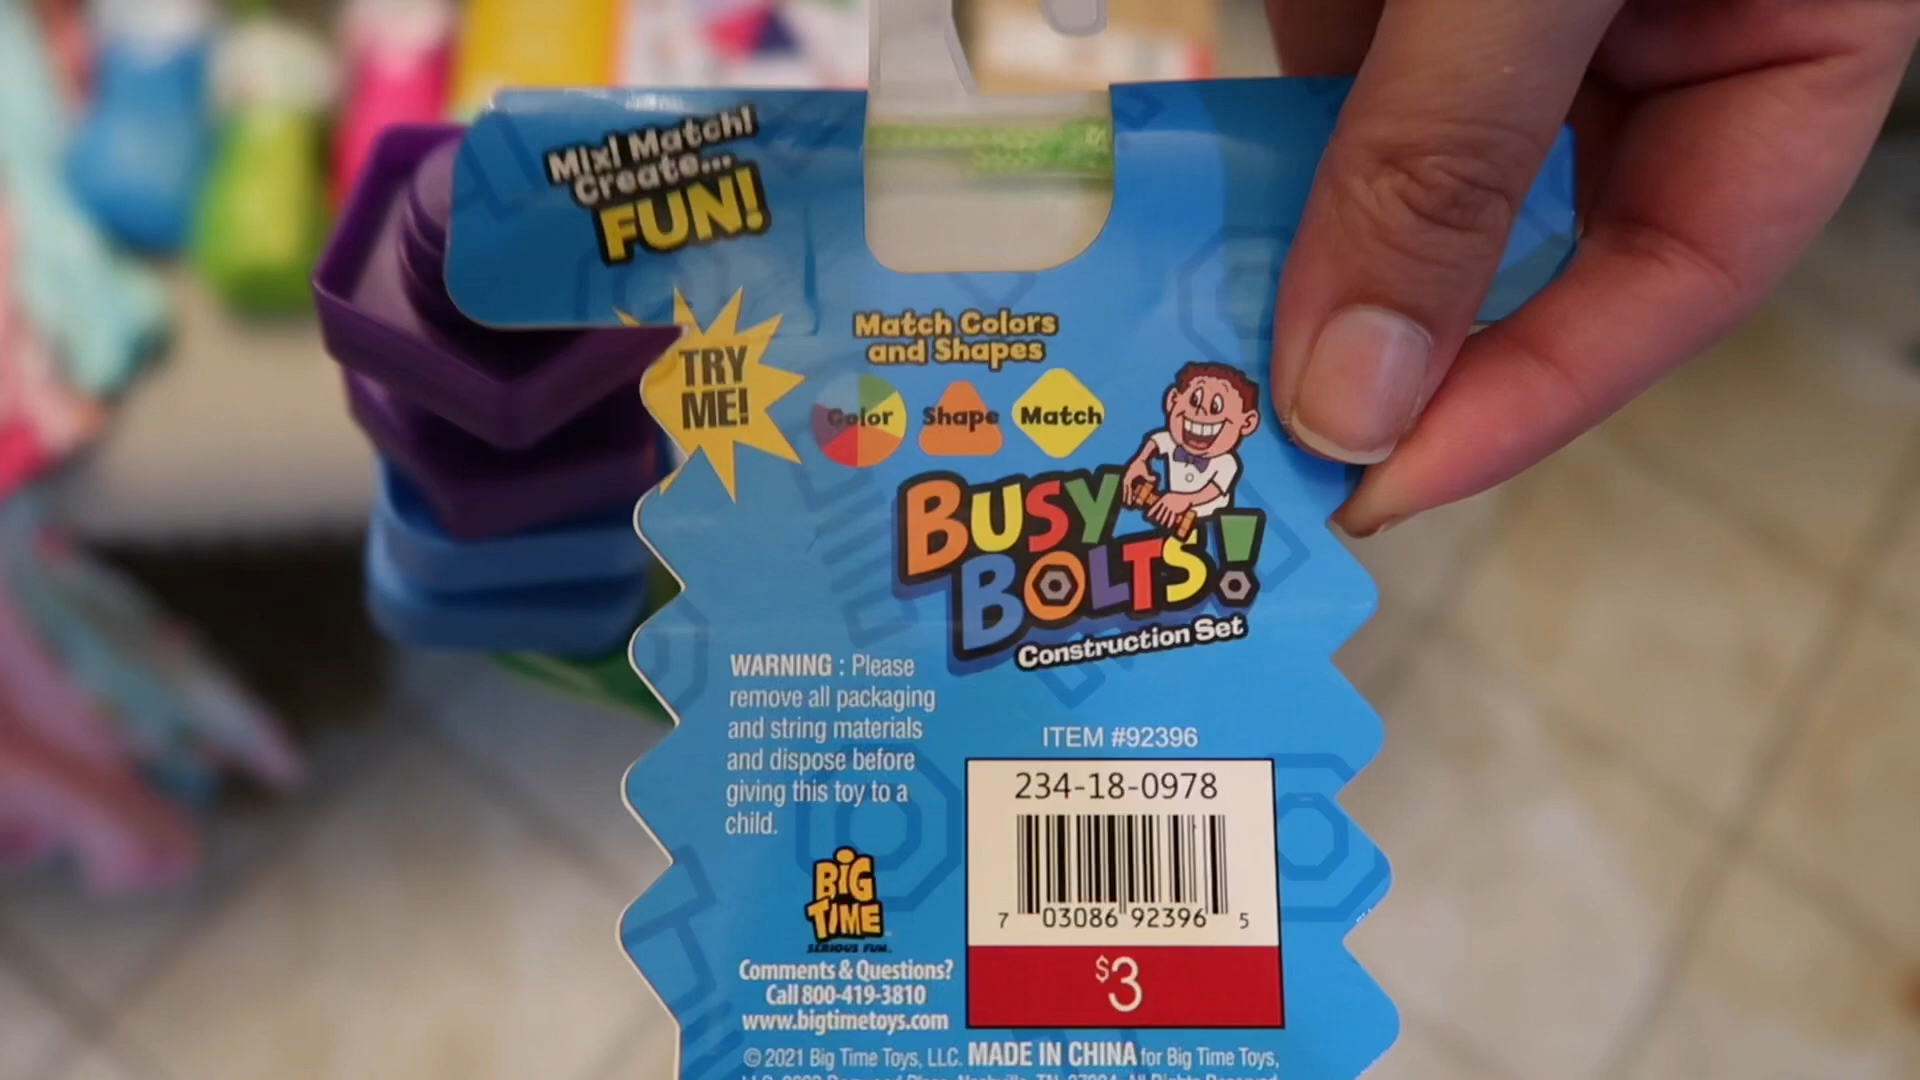 Mix! Match!
Create...
FUN!
TRY
ME!
Match Colors
and Shapes
Color Shape Match
BUSY
BOLTS!
Construction Set
WARNING : Please
remove all packaging
and string materials
and dispose before
giving this toy to a
child.
ITEM #92396
234-18-0978
7 03086 92396 5
$3
BIG
TIME
SERIOUS FUN.
Comments & Questions?
Call 800-419-3810
www.bigtimetoys.com
© 2021 Big Time Toys, LLC. MADE IN CHINA for Big Time Toys,